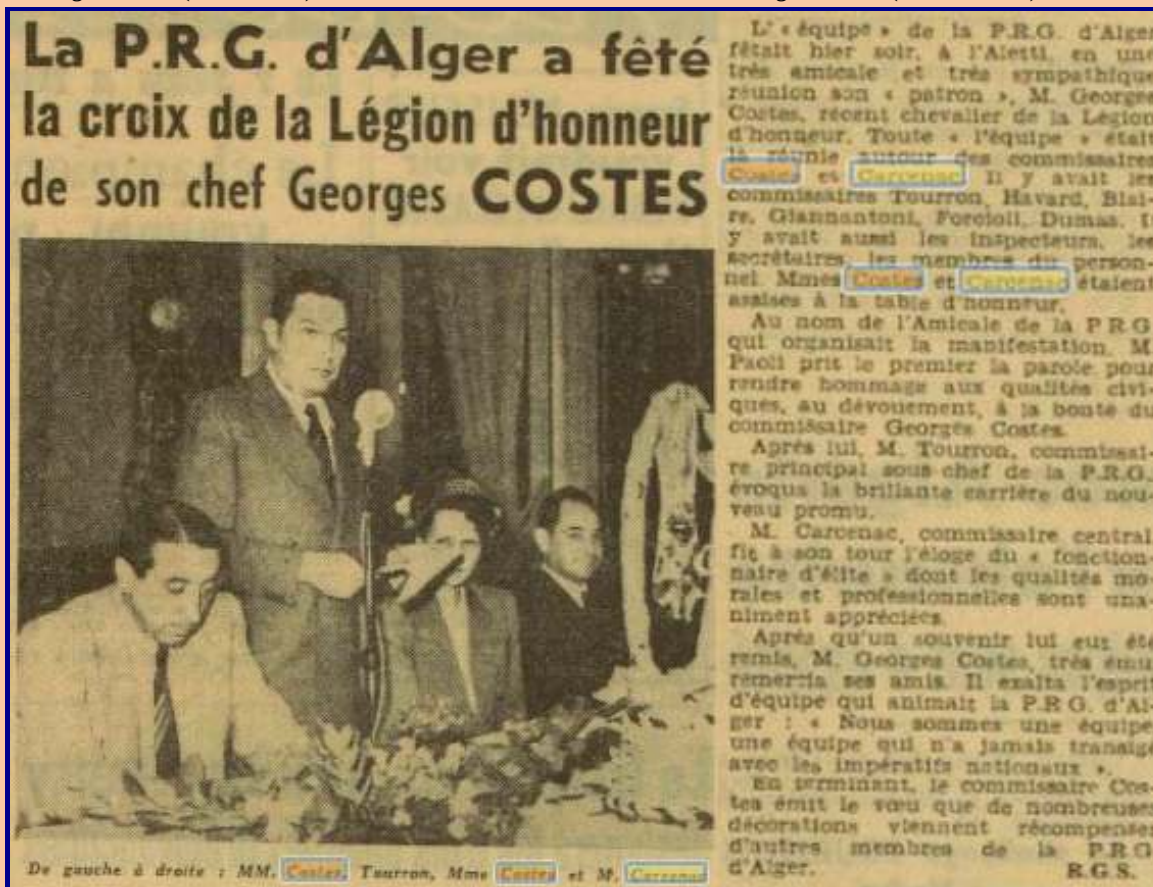 La P.R.G. d'Alger a fêté
la croix de la Légion d'honneur
de son chef Georges COSTES
De gauche à droite : MM. Costes, Tourron, Mme Costes et M. Carcenac
L' « équipe » de la P.R.G. d'Alger
fêtait hier soir, à l'Aletti, en une
très amicale et très sympathique
réunion son « patron », M. Georges
Costes, récent chevalier de la Légion
d'honneur. Toute « l'équipe » était
là réunie autour des commissaires
Costes et Carcenac. Il y avait les
commissaires Tourron, Havard, Blai-
re, Giannantoni, Forcioli, Dumas. Il
y avait aussi les inspecteurs, les
secrétaires, les membres du person-
nel Mmes Costes et Carcenac étaient
assises à la table d'honneur.
Au nom de l'Amicale de la P R G
qui organisait la manifestation, M.
Paoli prit le premier la parole pour
rendre hommage aux qualités civi-
ques, au dévouement, à la bonté du
commissaire Georges Costes.
Après lui, M. Tourron, commissai-
re principal sous chef de la P.R.G.,
évoqua la brillante carrière du nou-
veau promu.
M. Carcenac, commissaire central,
fit à son tour l'éloge du « fonction-
naire d'élite » dont les qualités mo-
rales et professionnelles sont una-
niment appréciées.
Après qu'un souvenir lui eut été
remis, M. Georges Costes, très ému
remercia ses amis. Il exalta l'esprit
d'équipe qui animait la P.R G. d'Al-
ger : « Nous sommes une équipe,
une équipe qui n'a jamais transigé
avec les impératifs nationaux ».
En terminant, le commissaire Cos-
tes émit le vœu que de nombreuses
décorations viennent récompenser
d'autres membres de la P.R.G
d'Alger. R.G.S.